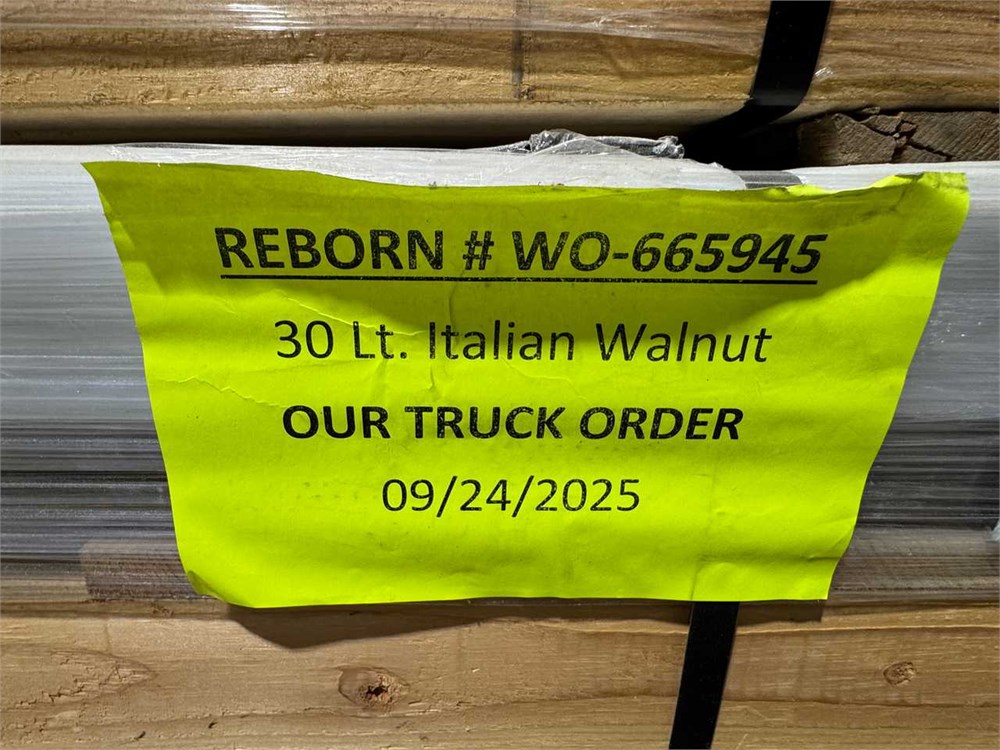 REBORN # WO-665945
30 Lt. Italian Walnut
OUR TRUCK ORDER
09/24/2025